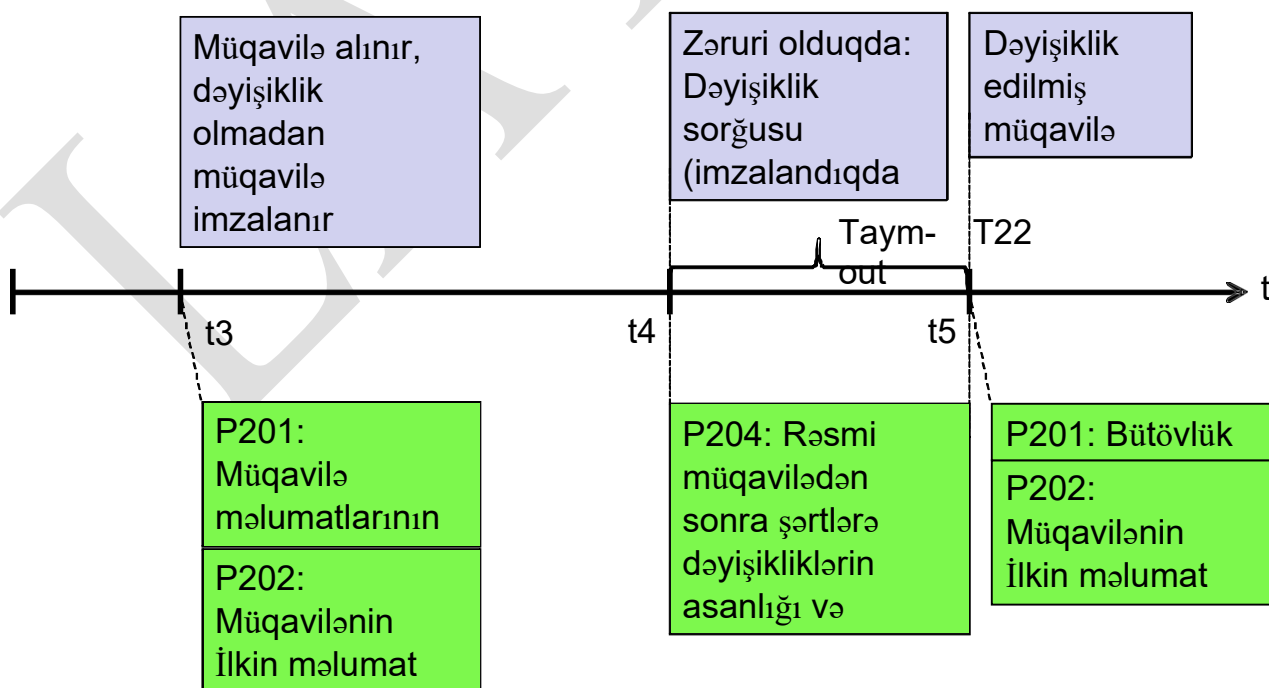 Müqavilə alınır,
dəyişiklik
olmadan
müqavilə
imzalanır
Zəruri olduqda:
Dəyişiklik
sorğusu
(imzalandıqda
Dəyişiklik
edilmiş
müqavilə
Taym-
out
T22
t
t3
t4
t5
P201:
Müqavilə
məlumatlarının
P202:
Müqavilənin
İlkin məlumat
P204: Rəsmi
müqavilədən
sonra şərtlərə
dəyişikliklərin
asanlığı və
P201: Bütövlük
P202:
Müqavilənin
İlkin məlumat